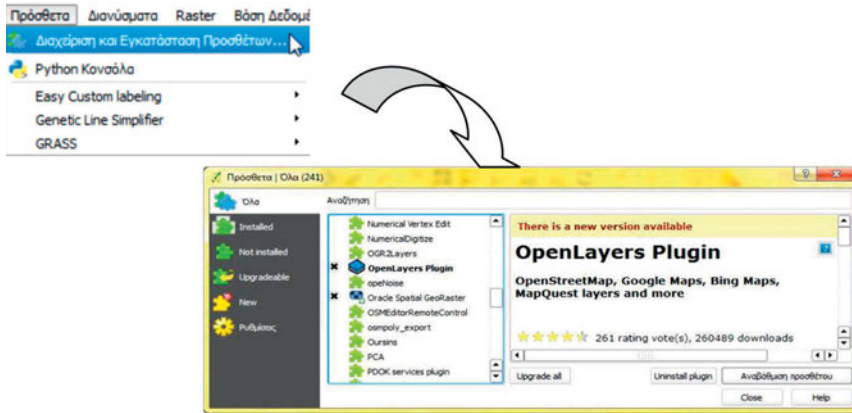 Πρόσθετα Διανύσματα Raster Βάση Δεδομέ
Διαχείριση και Εγκατάσταση Προσθέτων...
Python Κονσόλα
Easy Custom labeling
Genetic Line Simplifier
GRASS
Πρόσθετα | Όλα (241)
Όλα
Installed
Not installed
Upgradeable
New
Ρυθμίσεις
Αναζήτηση
Numerical Vertex Edit
NumericalDigitize
OGR2Layers
OpenLayers Plugin
opeNoise
Oracle Spatial GeoRaster
OSMEditorRemoteControl
osmpoly_export
Oursins
PCA
PDOK services plugin
There is a new version available
OpenLayers Plugin
OpenStreetMap, Google Maps, Bing Maps,
MapQuest layers and more
261 rating vote(s), 260489 downloads
Upgrade all Uninstall plugin Αναβάθμιση προσθέτου
Close Help